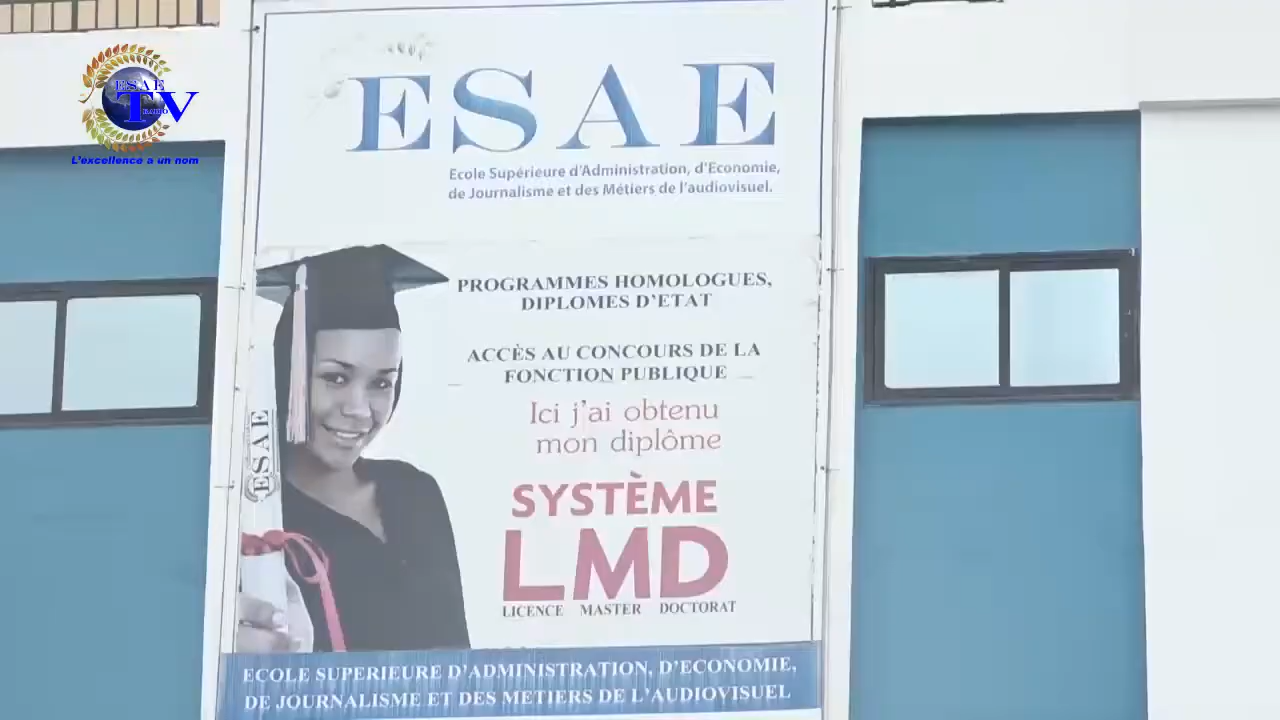 ESAE
TV
RADIO
L'excellence a un nom
ESAE
Ecole Supérieure d'Administration, d'Economie,
de Journalisme et des Métiers de l'audiovisuel.
PROGRAMMES HOMOLOGUES,
DIPLOMES D'ETAT
ACCÈS AU CONCOURS DE LA
FONCTION PUBLIQUE
Ici j'ai obtenu
mon diplôme
ESAE
SYSTÈME
LMD
LICENCE MASTER DOCTORAT
ECOLE SUPERIEURE D'ADMINISTRATION, D'ECONOMIE,
DE JOURNALISME ET DES METIERS DE L'AUDIOVISUEL